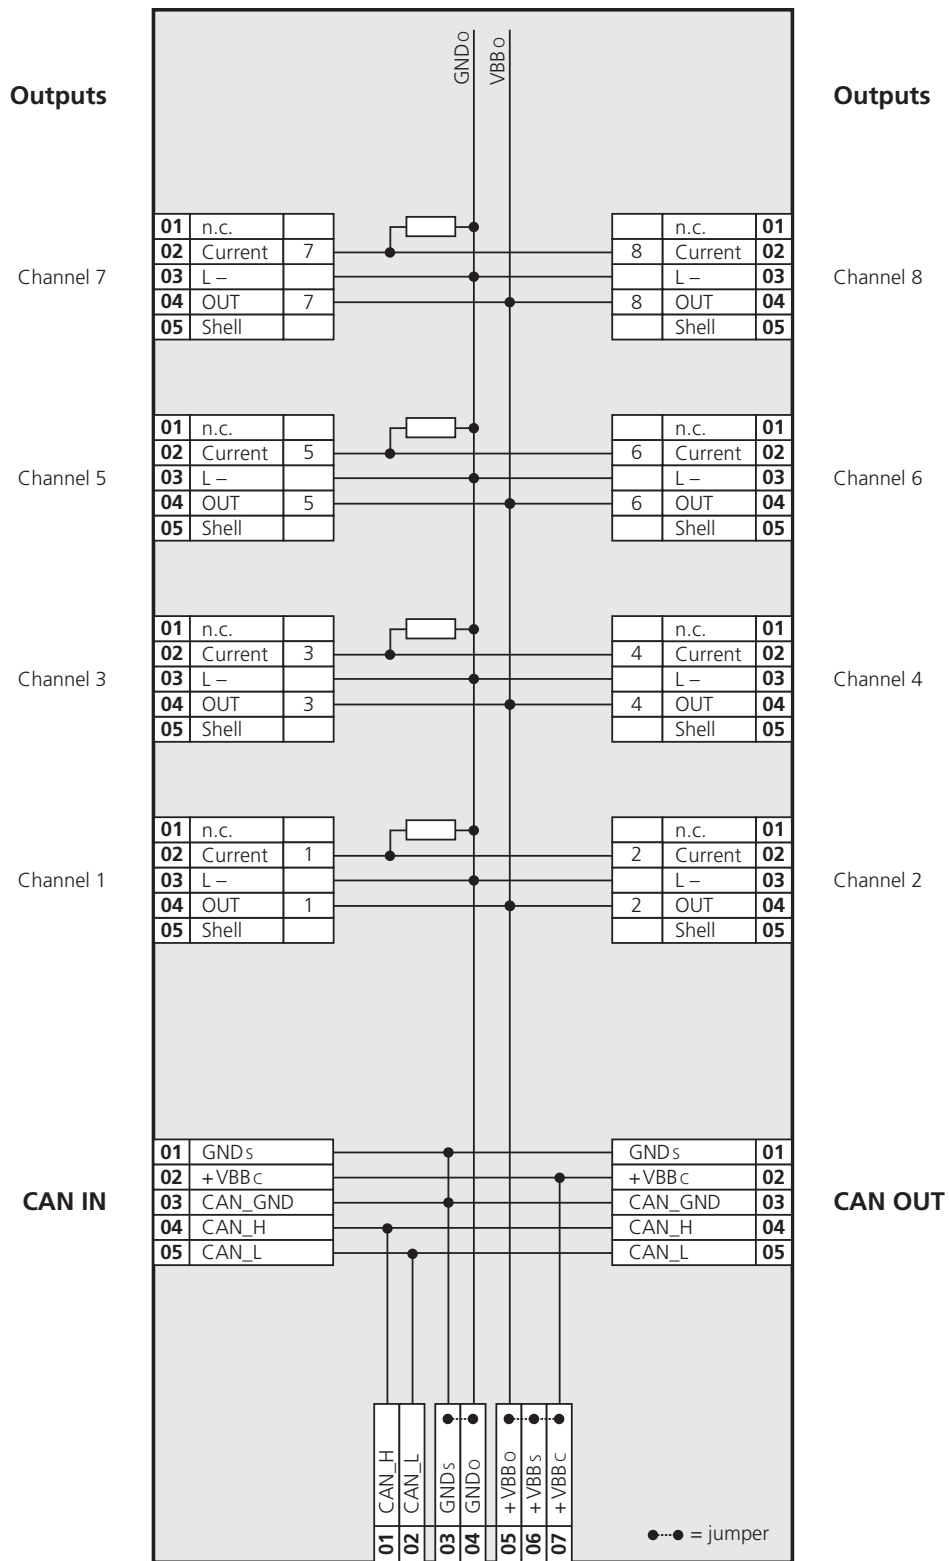 GNDO VBBO
Outputs Outputs
01 n.c. n.c. 01
02 Current 7 8 Current 02
Channel 7 03 L – L – 03 Channel 8
04 OUT 7 8 OUT 04
05 Shell Shell 05
01 n.c. n.c. 01
02 Current 5 6 Current 02
Channel 5 03 L – L – 03 Channel 6
04 OUT 5 6 OUT 04
05 Shell Shell 05
01 n.c. n.c. 01
02 Current 3 4 Current 02
Channel 3 03 L – L – 03 Channel 4
04 OUT 3 4 OUT 04
05 Shell Shell 05
01 n.c. n.c. 01
02 Current 1 2 Current 02
Channel 1 03 L – L – 03 Channel 2
04 OUT 1 2 OUT 04
05 Shell Shell 05
01 GNDS GNDS 01
02 +VBBC +VBBC 02
CAN IN 03 CAN_GND CAN_GND 03 CAN OUT
04 CAN_H CAN_H 04
05 CAN_L CAN_L 05
01 CAN_H
02 CAN_L
03 GNDS
04 GNDO
05 +VBBO
06 +VBBS
07 +VBBC
= jumper